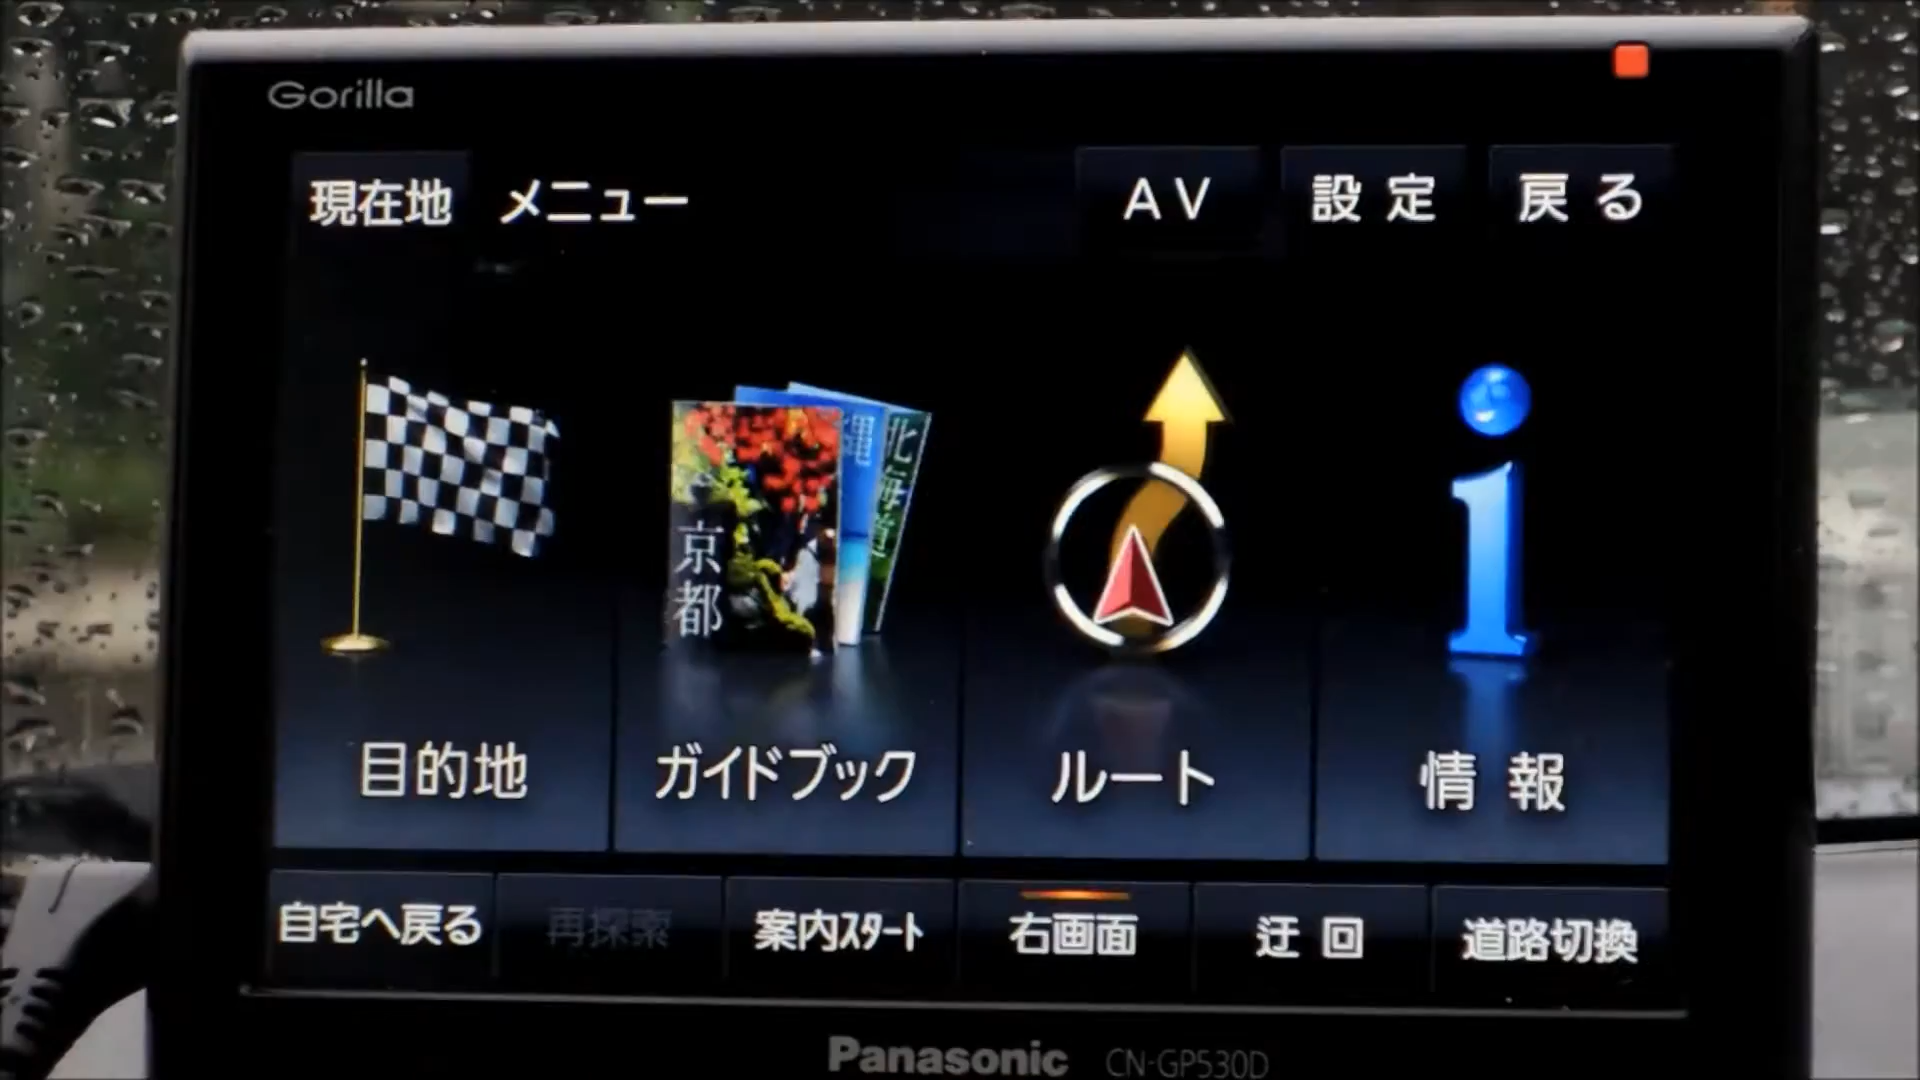 Gorilla
現在地 メニュー AV 設定 戻る
京都
縄
北海道
目的地 ガイドブック ルート 情報
自宅へ戻る 再探索 案内ｽﾀｰﾄ 右画面 迂回 道路切換
Panasonic CN-GP530D